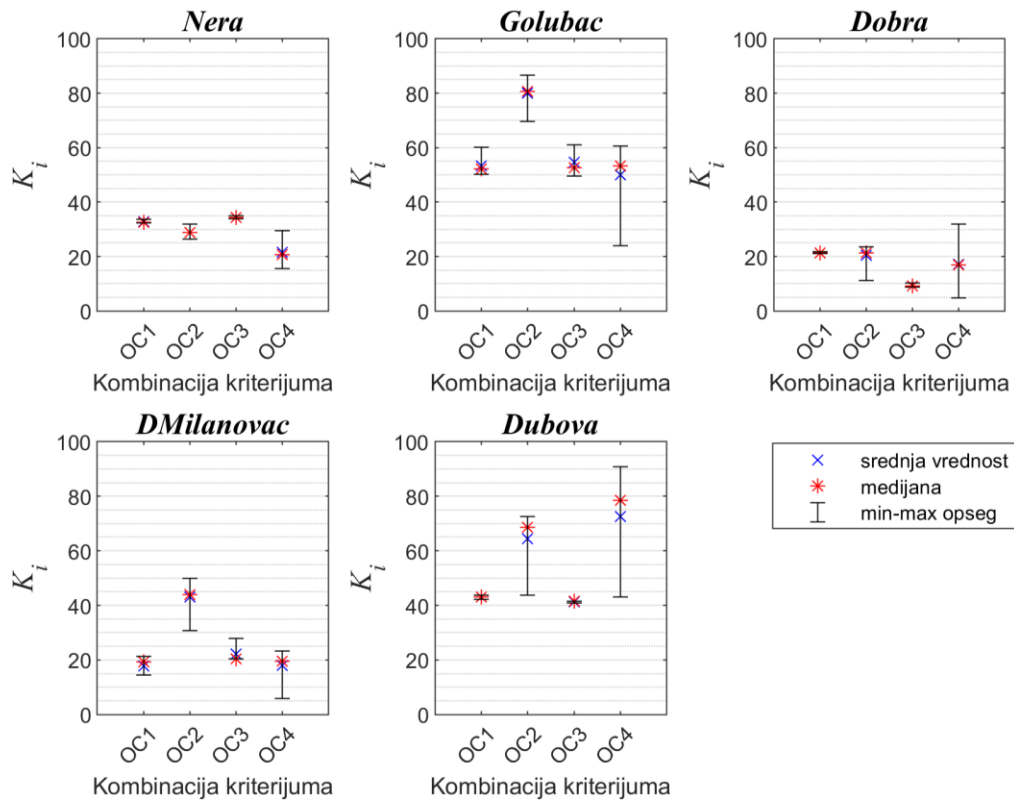 Nera
100
80
60
40
20
0
K_i
OC1 OC2 OC3 OC4
Kombinacija kriterijuma
Golubac
100
80
60
40
20
0
K_i
OC1 OC2 OC3 OC4
Kombinacija kriterijuma
Dobra
100
80
60
40
20
0
K_i
OC1 OC2 OC3 OC4
Kombinacija kriterijuma
DMilanovac
100
80
60
40
20
0
K_i
OC1 OC2 OC3 OC4
Kombinacija kriterijuma
Dubova
100
80
60
40
20
0
K_i
OC1 OC2 OC3 OC4
Kombinacija kriterijuma
srednja vrednost
medijana
min-max opseg